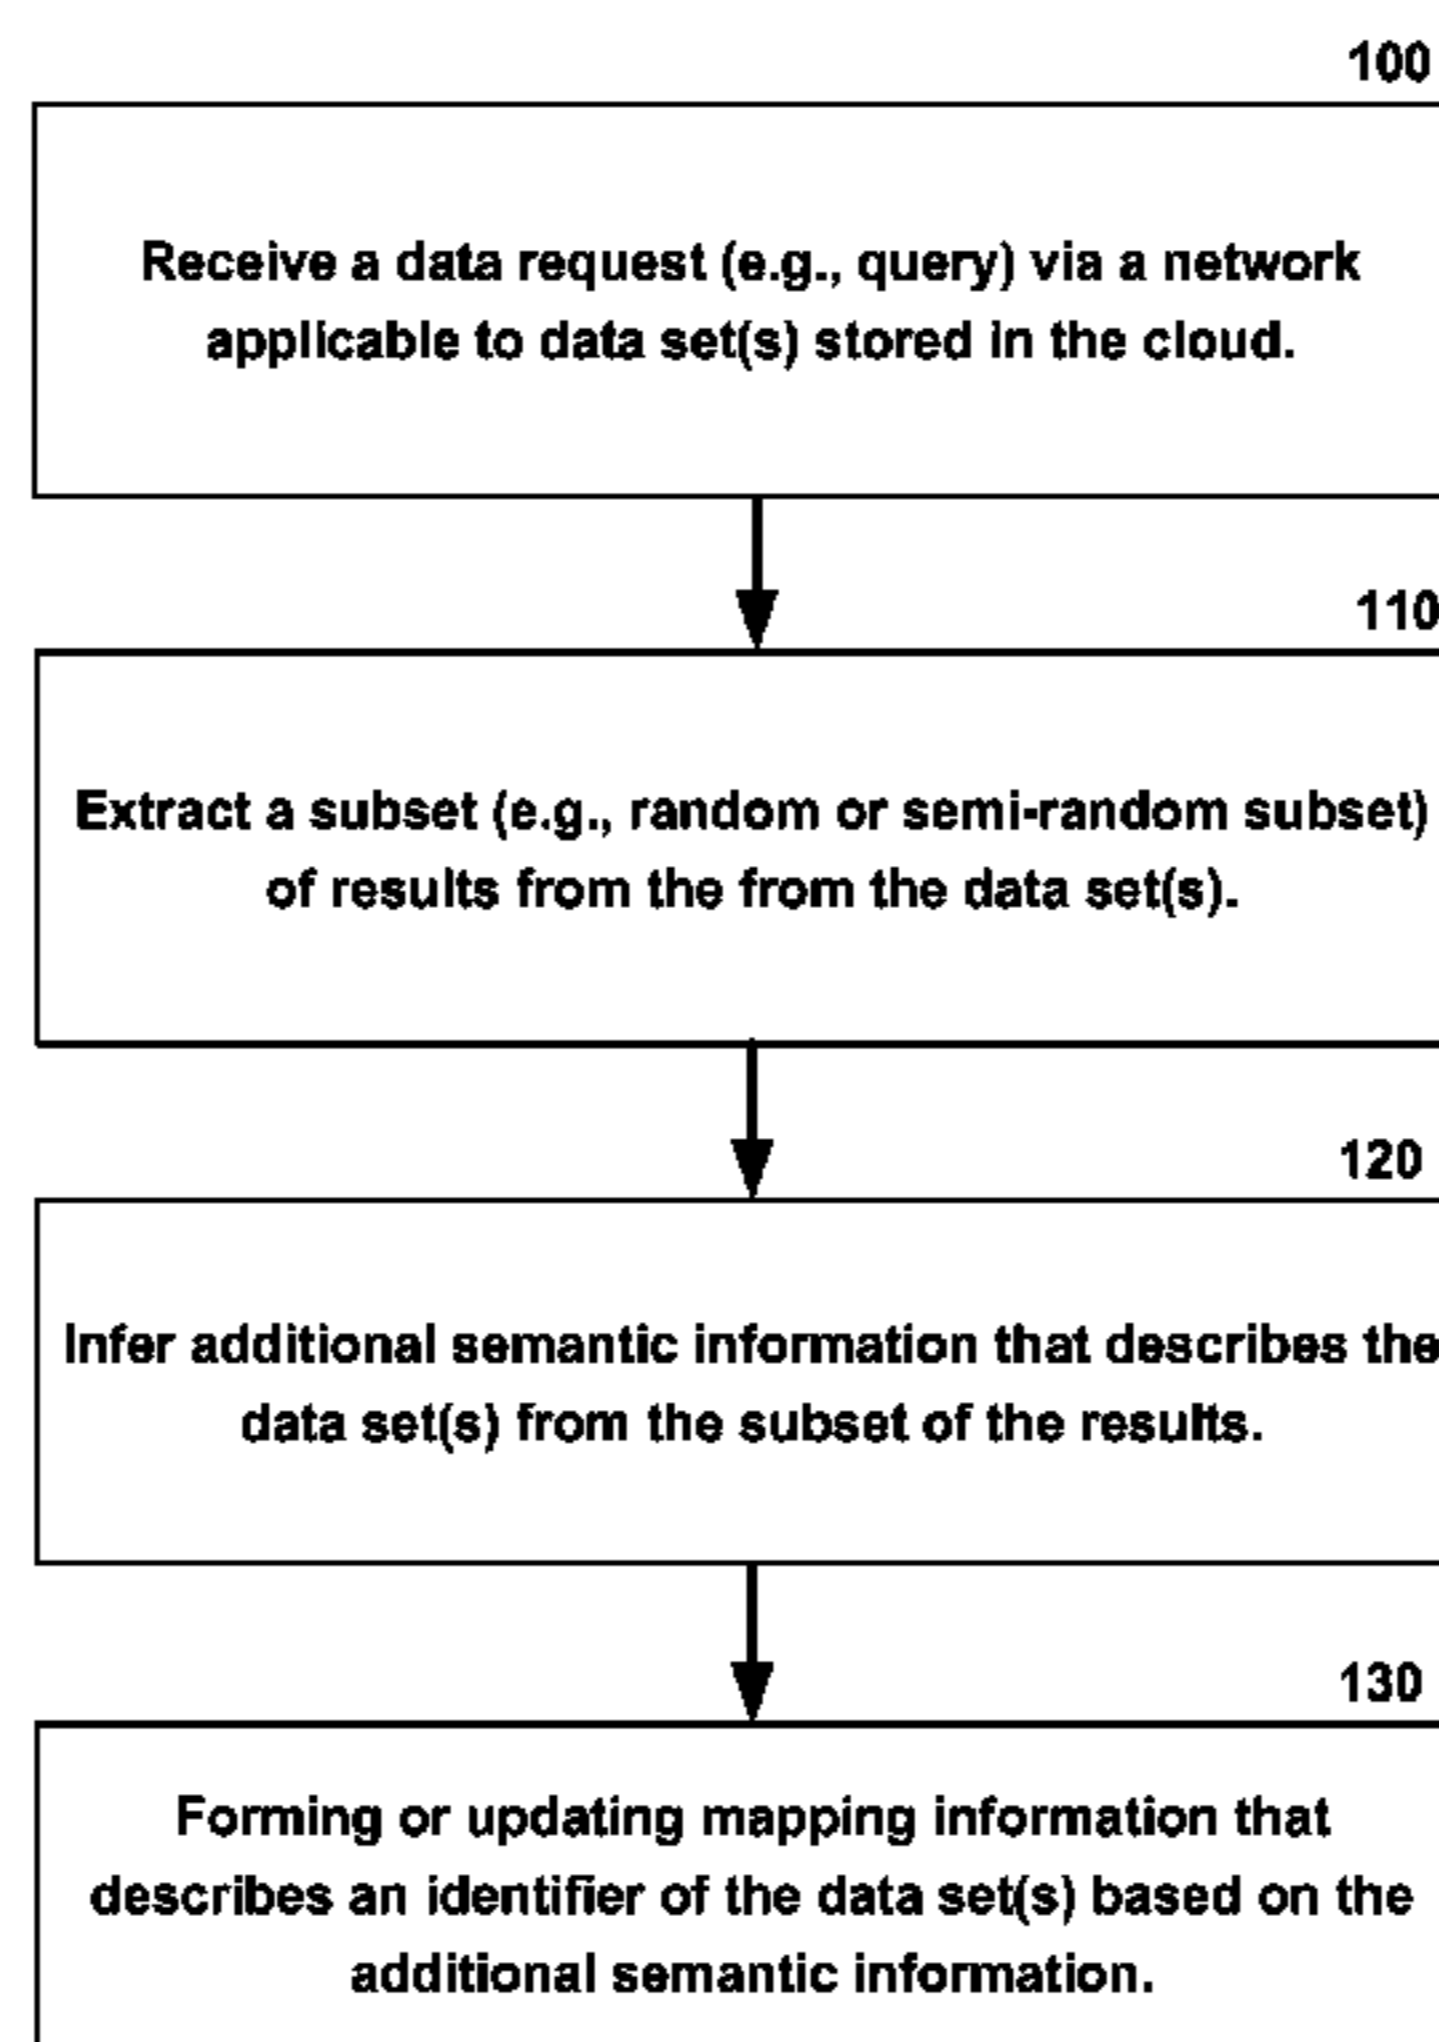 100
Receive a data request (e.g., query) via a network
applicable to data set(s) stored in the cloud.
110
Extract a subset (e.g., random or semi-random subset)
of results from the from the data set(s).
120
Infer additional semantic information that describes the
data set(s) from the subset of the results.
130
Forming or updating mapping information that
describes an identifier of the data set(s) based on the
additional semantic information.